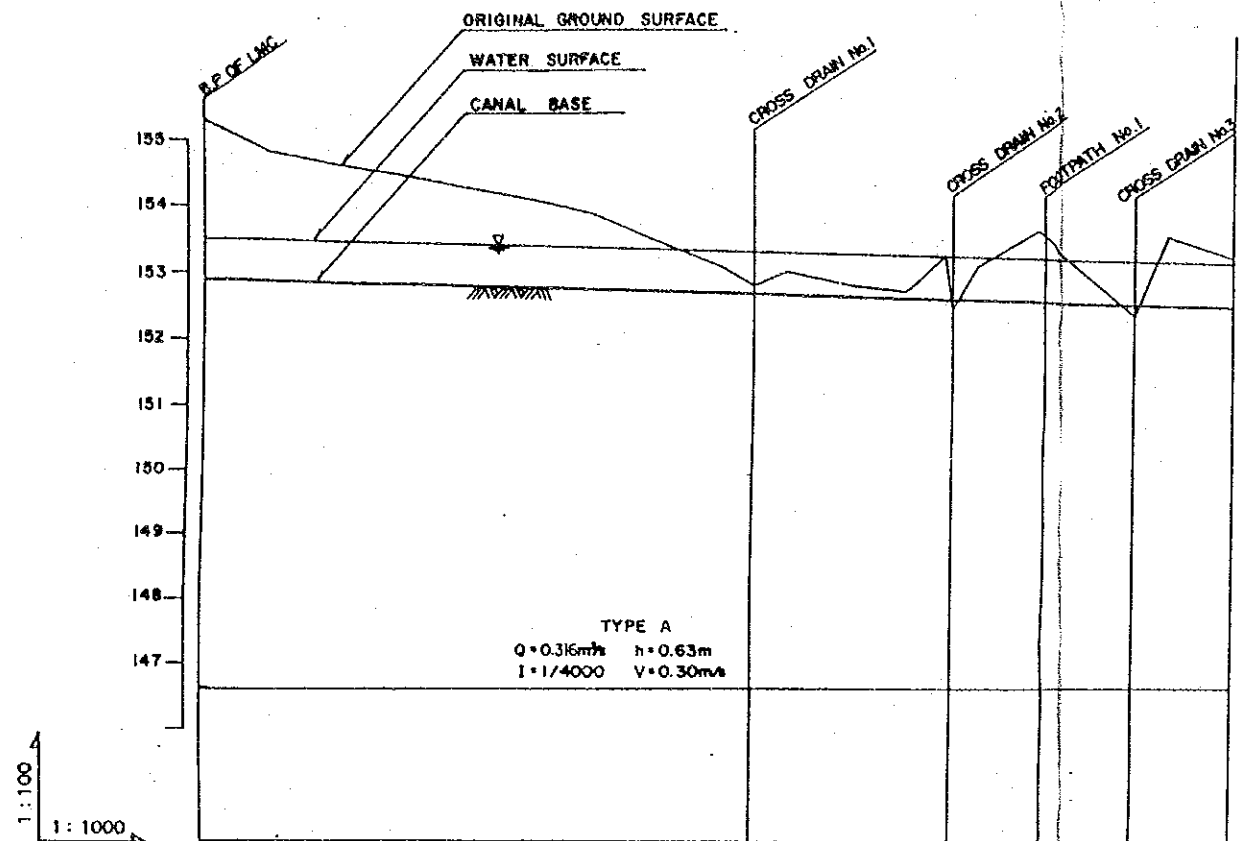 ORIGINAL GROUND SURFACE
WATER SURFACE
CANAL BASE
B.P OF LMC
CROSS DRAIN No.1
CROSS DRAIN No.2
FOOTPATH No.1
CROSS DRAIN No.3
155
154
153
152
151
150
149
148
147
TYPE A
Q=0.316m³/s h=0.63m
I=1/4000 V=0.30m/s
1:100
1:1000